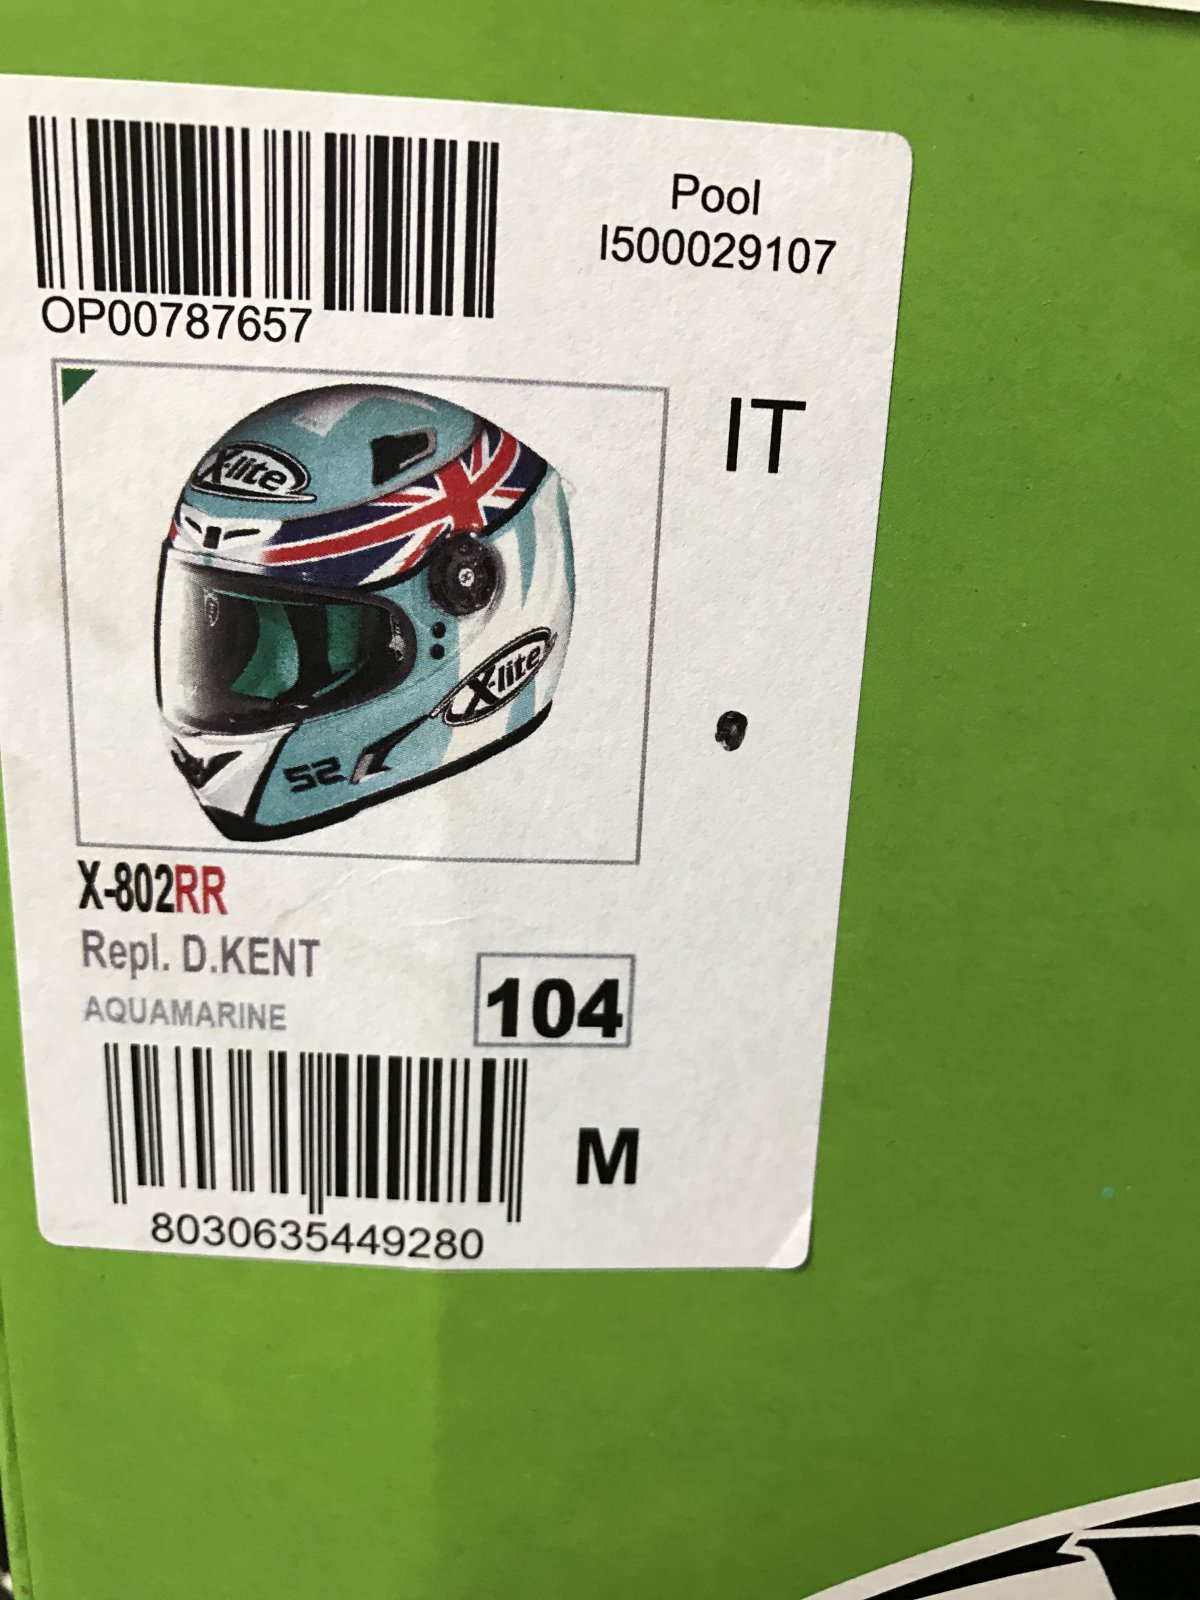 Pool
I500029107
OP00787657
IT
X-lite
X-lite
52
X-802RR
Repl. D.KENT
AQUAMARINE
104
M
8030635449280